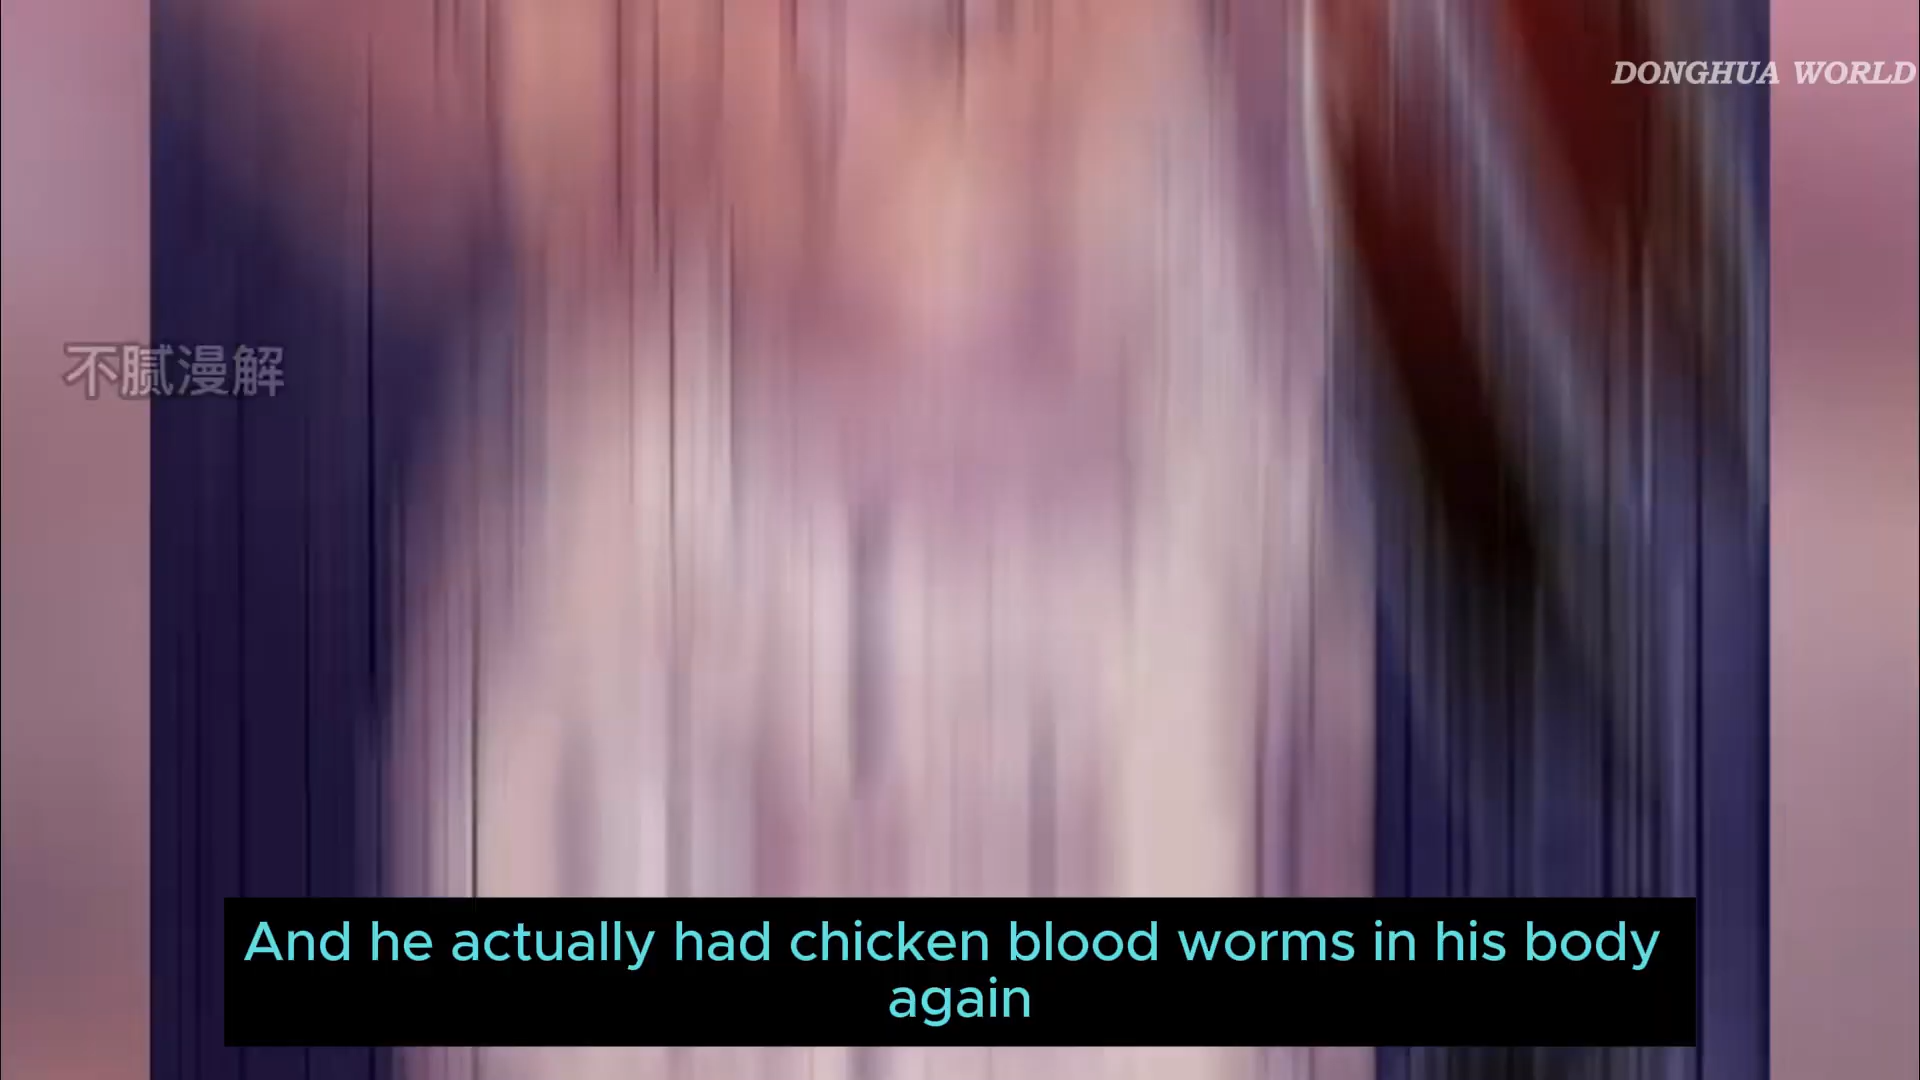 DONGHUA WORLD
不腻漫解
And he actually had chicken blood worms in his body
again